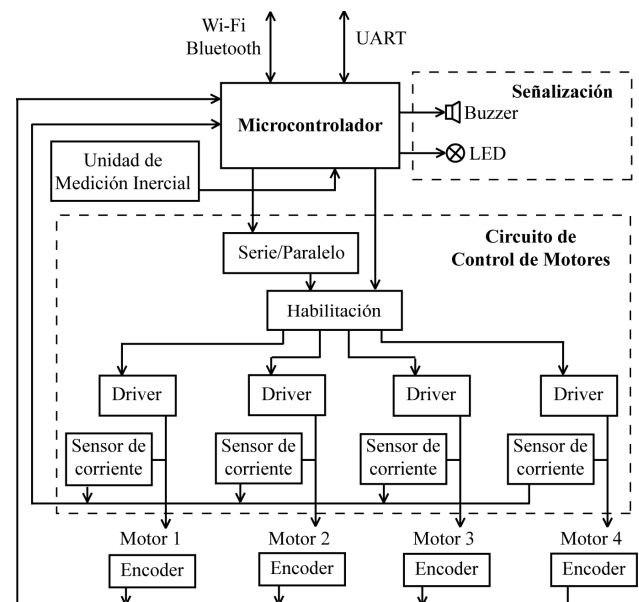 Wi-Fi
Bluetooth
UART
Microcontrolador
Señalización
Buzzer
LED
Unidad de
Medición Inercial
Circuito de
Control de Motores
Serie/Paralelo
Habilitación
Driver
Driver
Driver
Driver
Sensor de
corriente
Sensor de
corriente
Sensor de
corriente
Sensor de
corriente
Motor 1
Motor 2
Motor 3
Motor 4
Encoder
Encoder
Encoder
Encoder